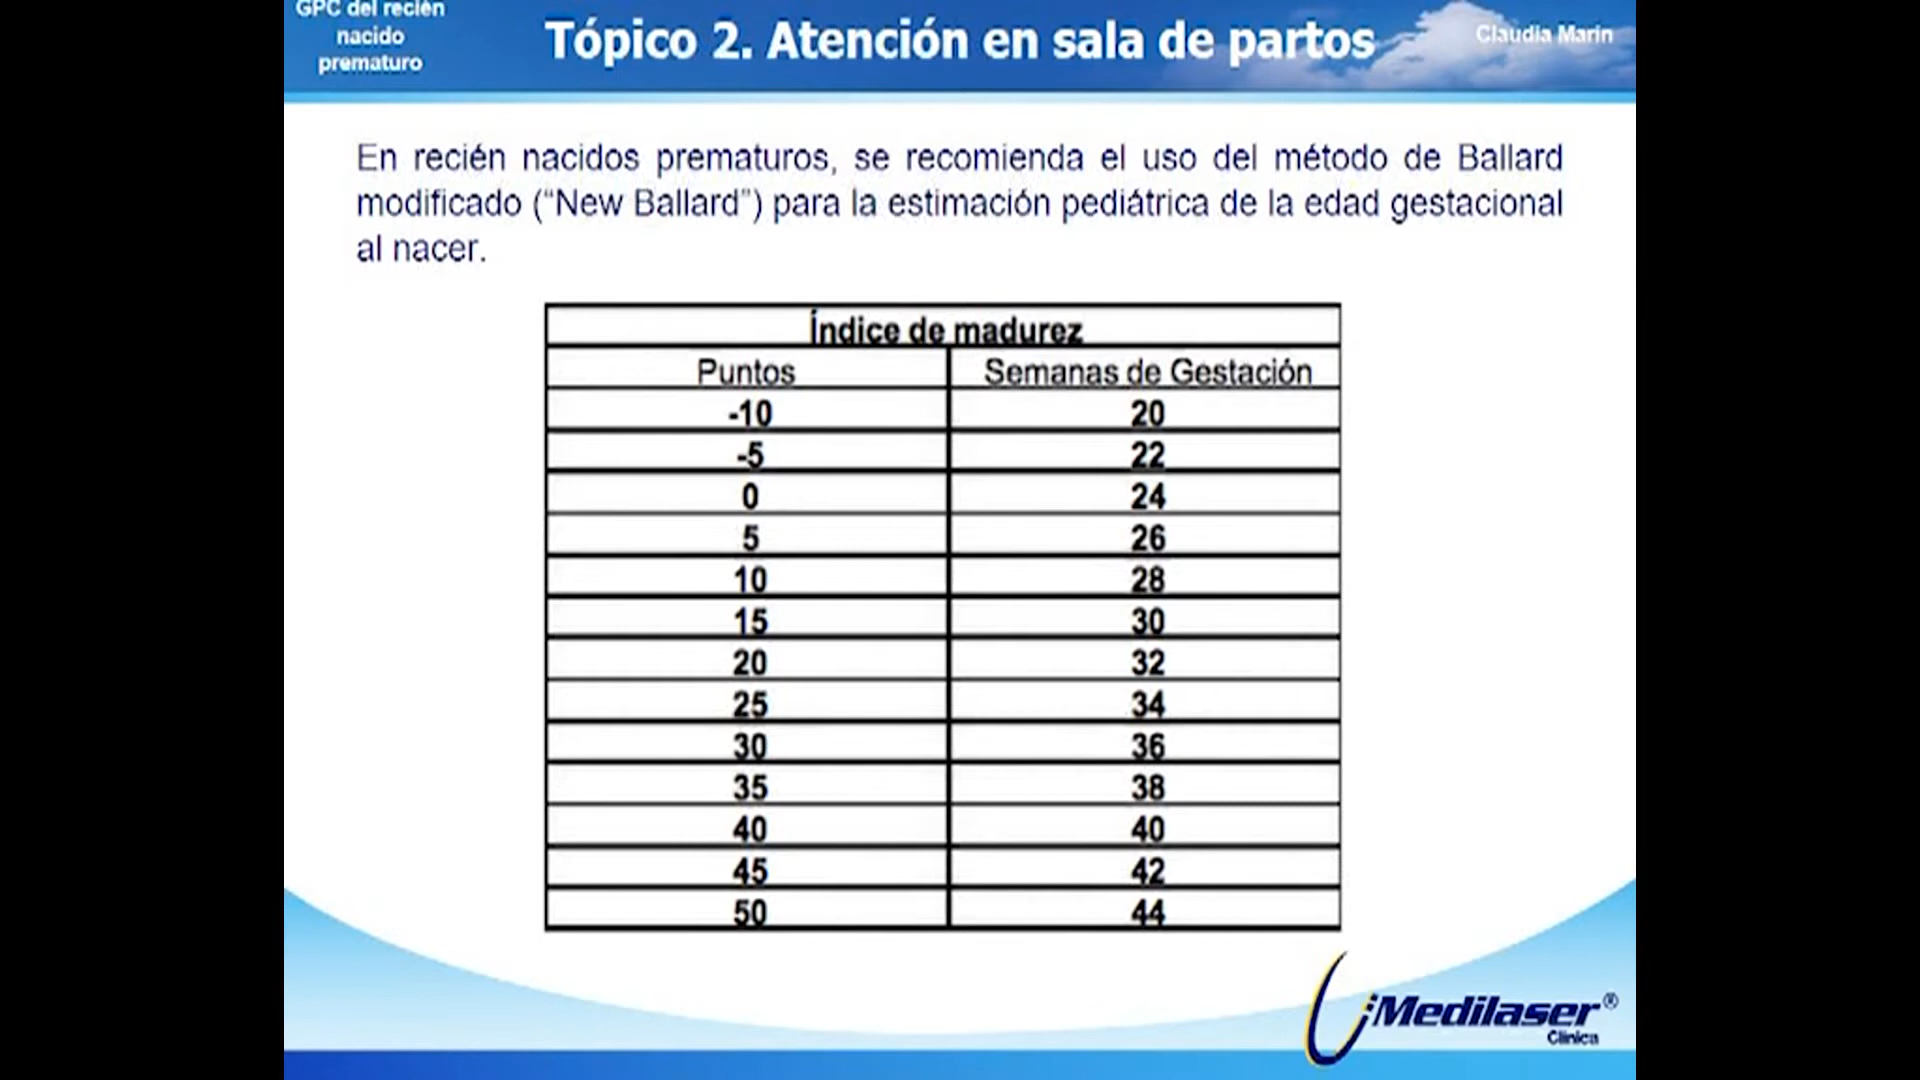 GPC del recién
nacido
prematuro
Tópico 2. Atención en sala de partos
Claudia Marin
En recién nacidos prematuros, se recomienda el uso del método de Ballard
modificado (“New Ballard”) para la estimación pediátrica de la edad gestacional
al nacer.
Índice de madurez
Puntos Semanas de Gestación
-10 20
-5 22
0 24
5 26
10 28
15 30
20 32
25 34
30 36
35 38
40 40
45 42
50 44
Medilaser®
Clínica